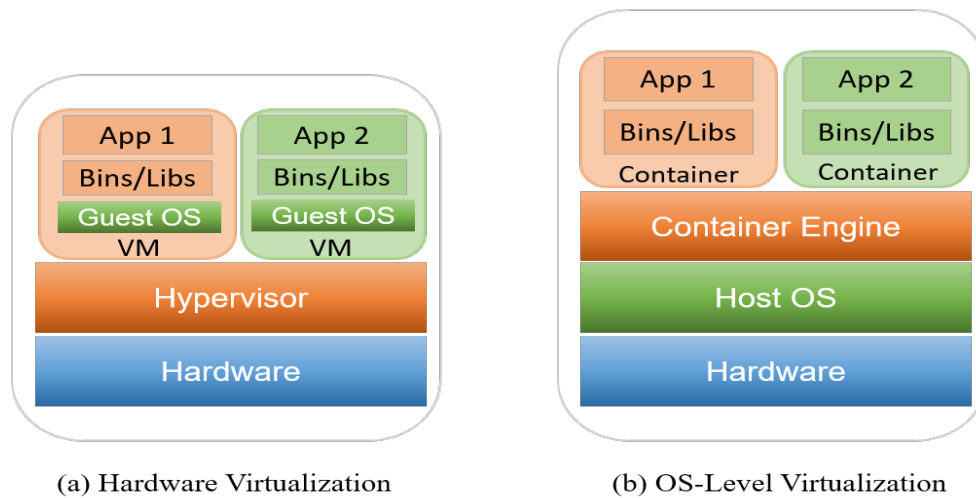 App 1
Bins/Libs
Guest OS
VM
App 2
Bins/Libs
Guest OS
VM
Hypervisor
Hardware
(a) Hardware Virtualization
App 1
Bins/Libs
Container
App 2
Bins/Libs
Container
Container Engine
Host OS
Hardware
(b) OS-Level Virtualization